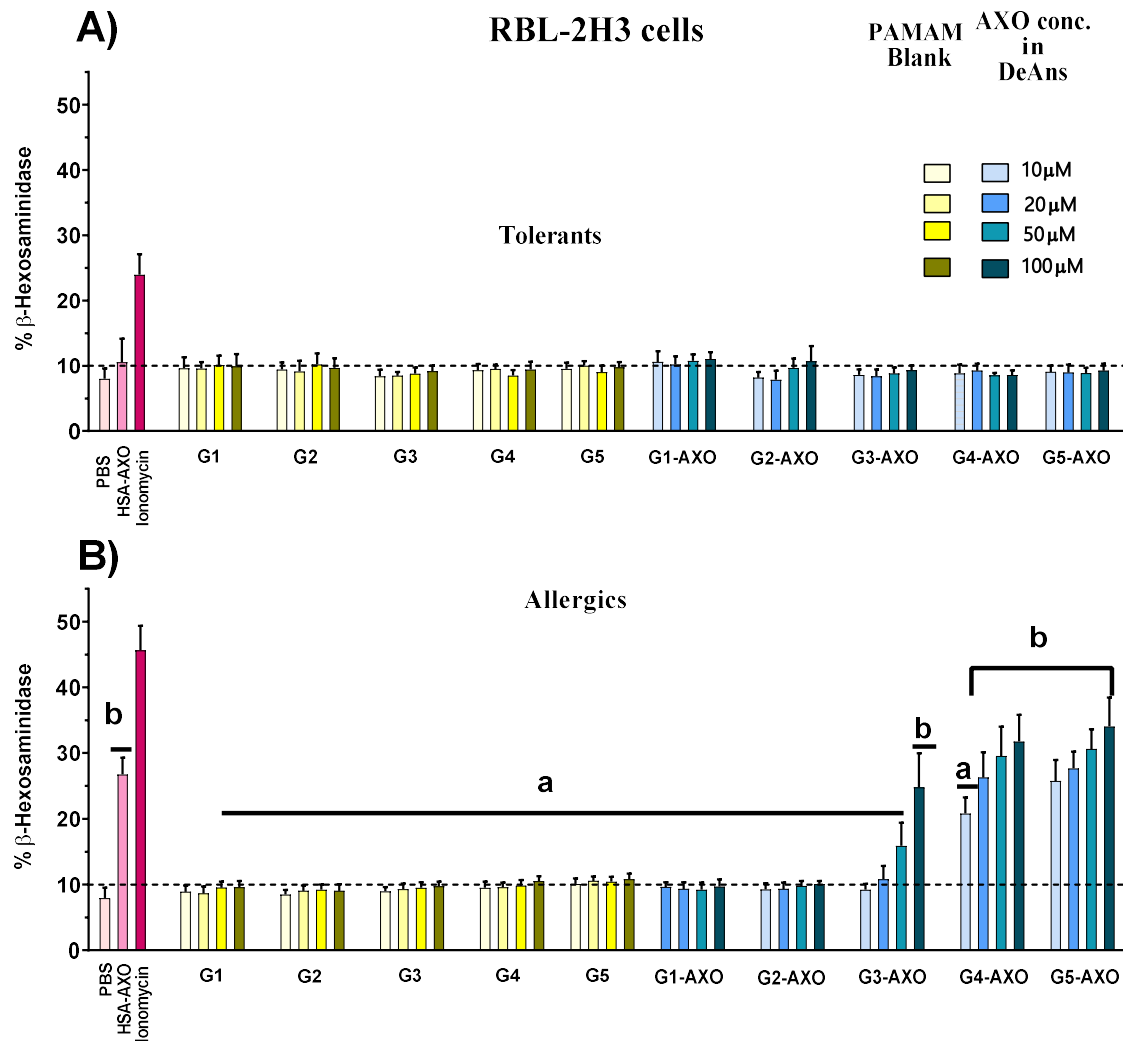 A)
RBL-2H3 cells
PAMAM
Blank
AXO conc.
in
DeAns
50
40
30
20
10
0
% β-Hexosaminidase
Tolerants
10µM
20µM
50µM
100µM
PBS
HSA-AXO
Ionomycin
G1
G2
G3
G4
G5
G1-AXO
G2-AXO
G3-AXO
G4-AXO
G5-AXO
B)
Allergics
50
40
30
20
10
0
% β-Hexosaminidase
b
a
b
a
b
PBS
HSA-AXO
Ionomycin
G1
G2
G3
G4
G5
G1-AXO
G2-AXO
G3-AXO
G4-AXO
G5-AXO